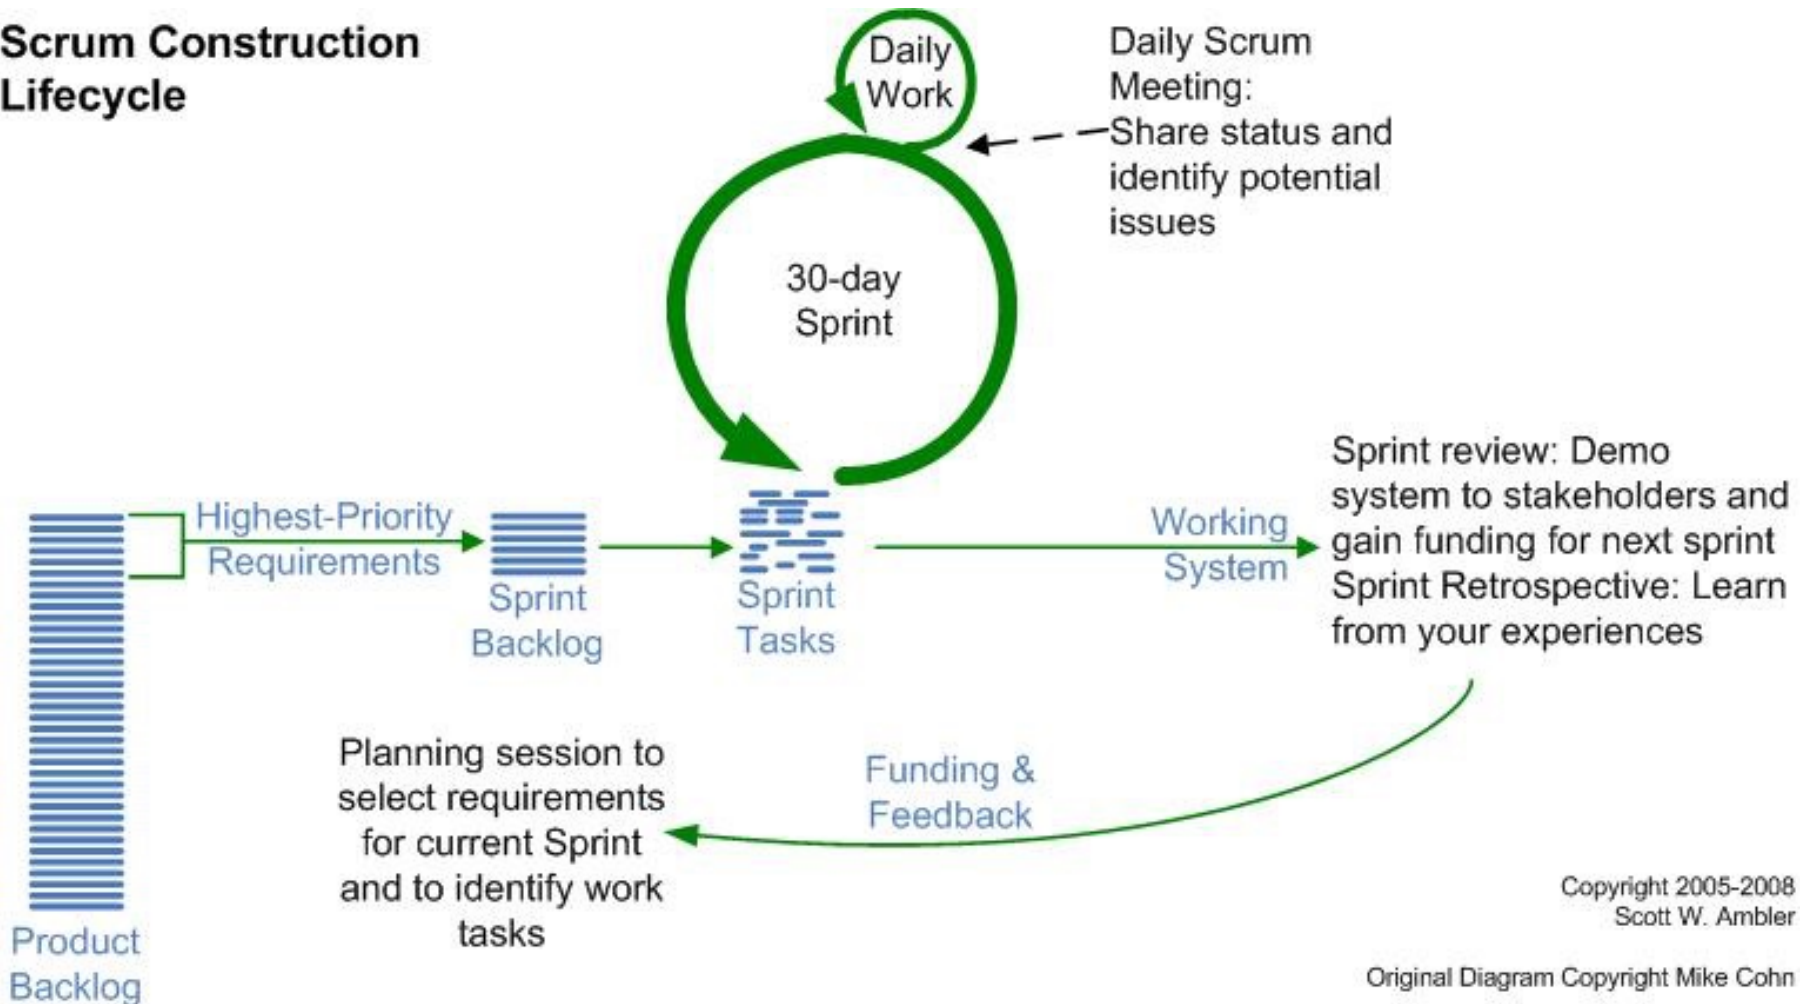 Scrum Construction
Lifecycle
Daily
Work
Daily Scrum
Meeting:
Share status and
identify potential
issues
30-day
Sprint
Highest-Priority
Requirements
Sprint
Backlog
Sprint
Tasks
Working
System
Sprint review: Demo
system to stakeholders and
gain funding for next sprint
Sprint Retrospective: Learn
from your experiences
Planning session to
select requirements
for current Sprint
and to identify work
tasks
Funding &
Feedback
Product
Backlog
Copyright 2005-2008
Scott W. Ambler
Original Diagram Copyright Mike Cohn